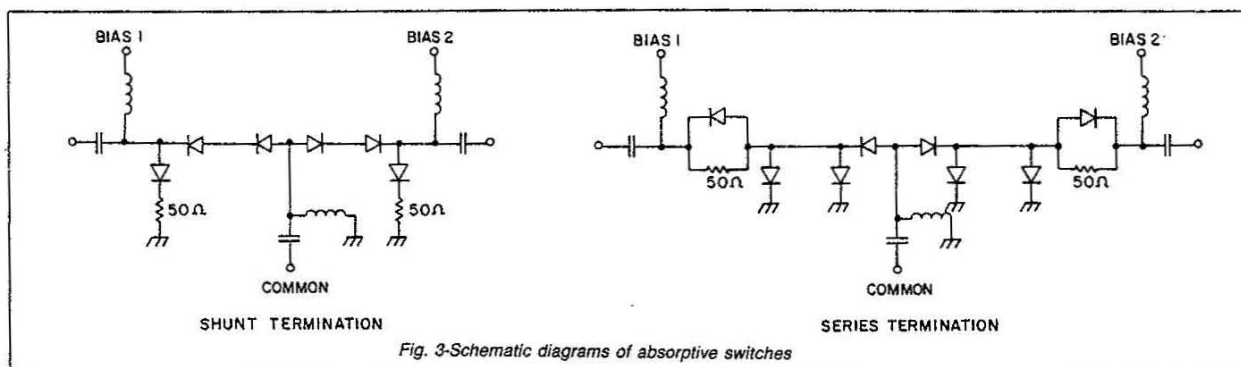 BIAS 1
BIAS 2
50Ω
50Ω
COMMON
SHUNT TERMINATION
BIAS 1
BIAS 2
50Ω
50Ω
COMMON
SERIES TERMINATION
Fig. 3-Schematic diagrams of absorptive switches